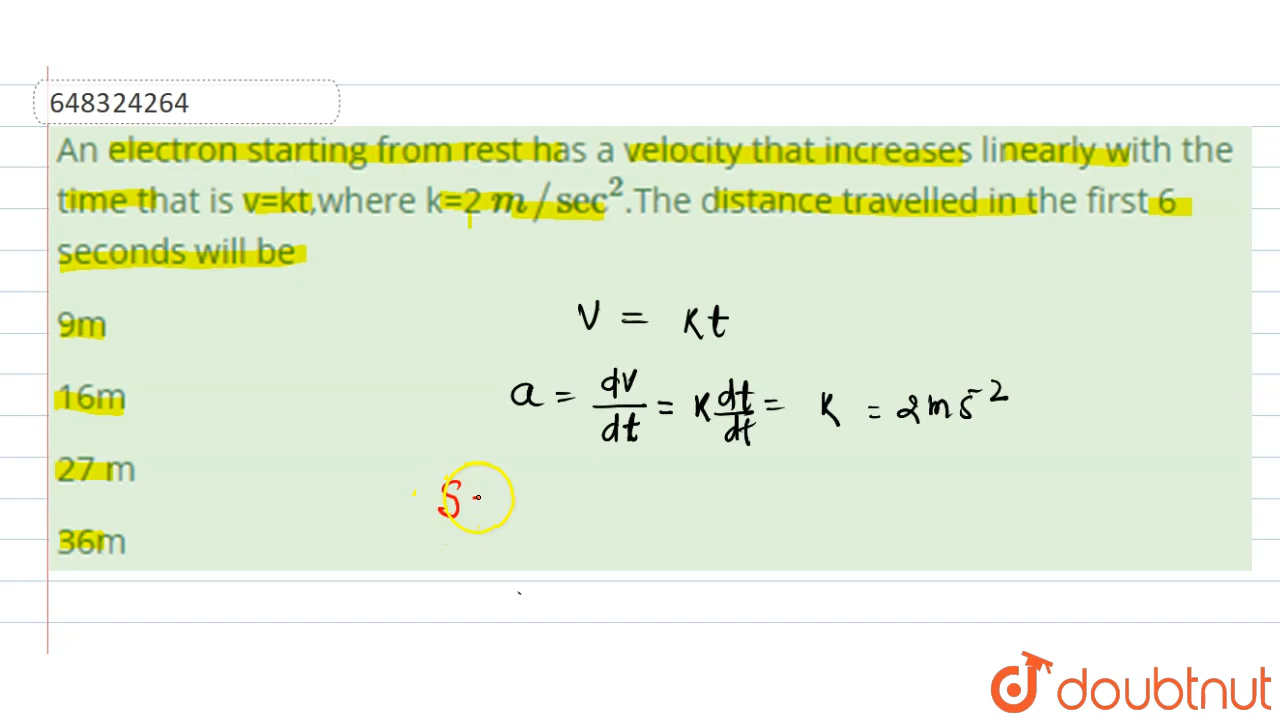 648324264
An electron starting from rest has a velocity that increases linearly with the
time that is v=kt,where k=2 m/sec².The distance travelled in the first 6
seconds will be
9m
16m
27 m
36m
V = Kt
a = dV/dt = K dt/dt = K = 2ms⁻²
S -
doubtnut